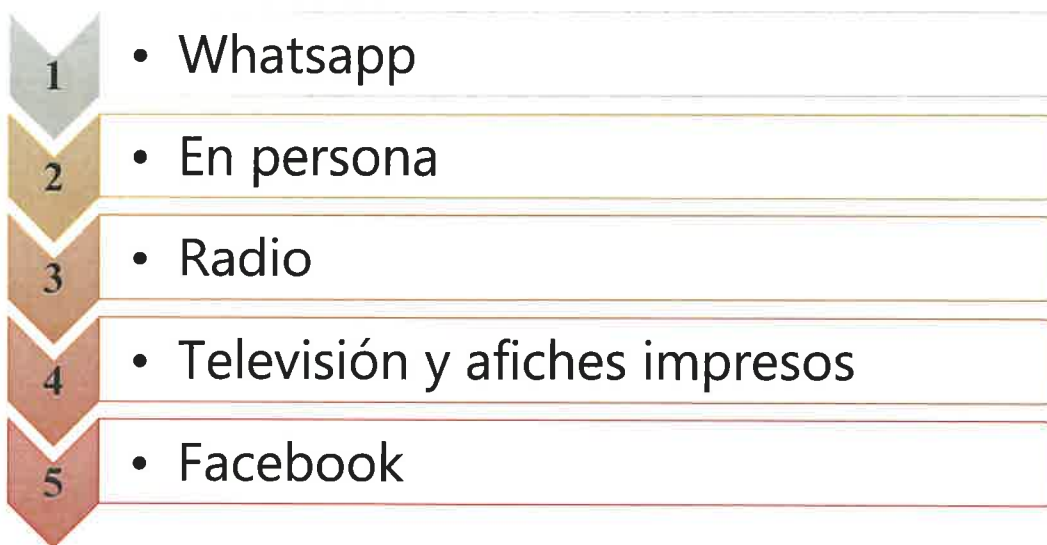 1 • Whatsapp
2 • En persona
3 • Radio
4 • Televisión y afiches impresos
5 • Facebook